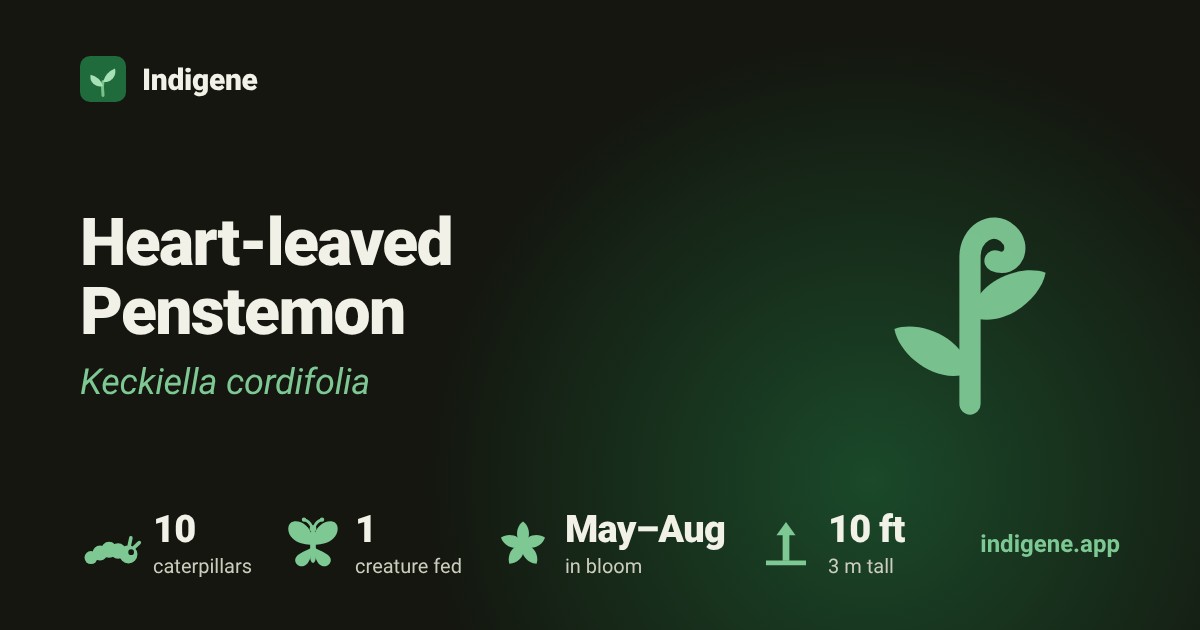 Indigene
Heart-leaved
Penstemon
Keckiella cordifolia
10
caterpillars
1
creature fed
May–Aug
in bloom
10 ft
3 m tall
indigene.app